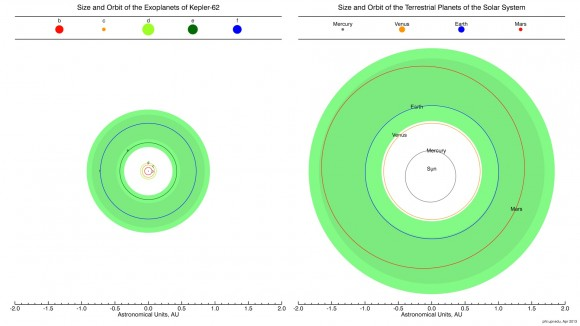 Size and Orbit of the Exoplanets of Kepler-62
b c d e f
-2.0 -1.5 -1.0 -0.5 0.0 0.5 1.0 1.5 2.0
Astronomical Units, AU
Size and Orbit of the Terrestrial Planets of the Solar System
Mercury Venus Earth Mars
Earth
Venus
Mercury
Sun
Mars
-2.0 -1.5 -1.0 -0.5 0.0 0.5 1.0 1.5 2.0
Astronomical Units, AU